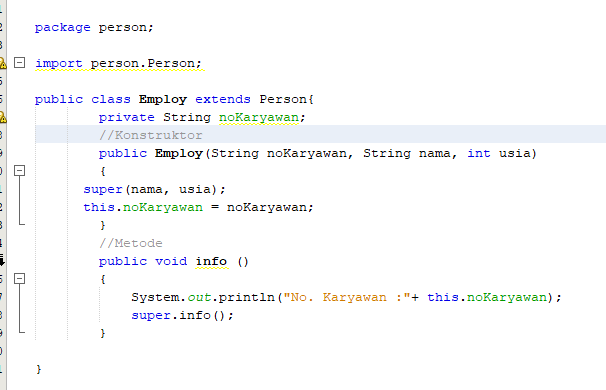 package person;
import person.Person;
public class Employ extends Person{
private String noKaryawan;
//Konstruktor
public Employ(String noKaryawan, String nama, int usia)
{
super(nama, usia);
this.noKaryawan = noKaryawan;
}
//Metode
public void info ()
{
System.out.println("No. Karyawan :"+ this.noKaryawan);
super.info();
}
}